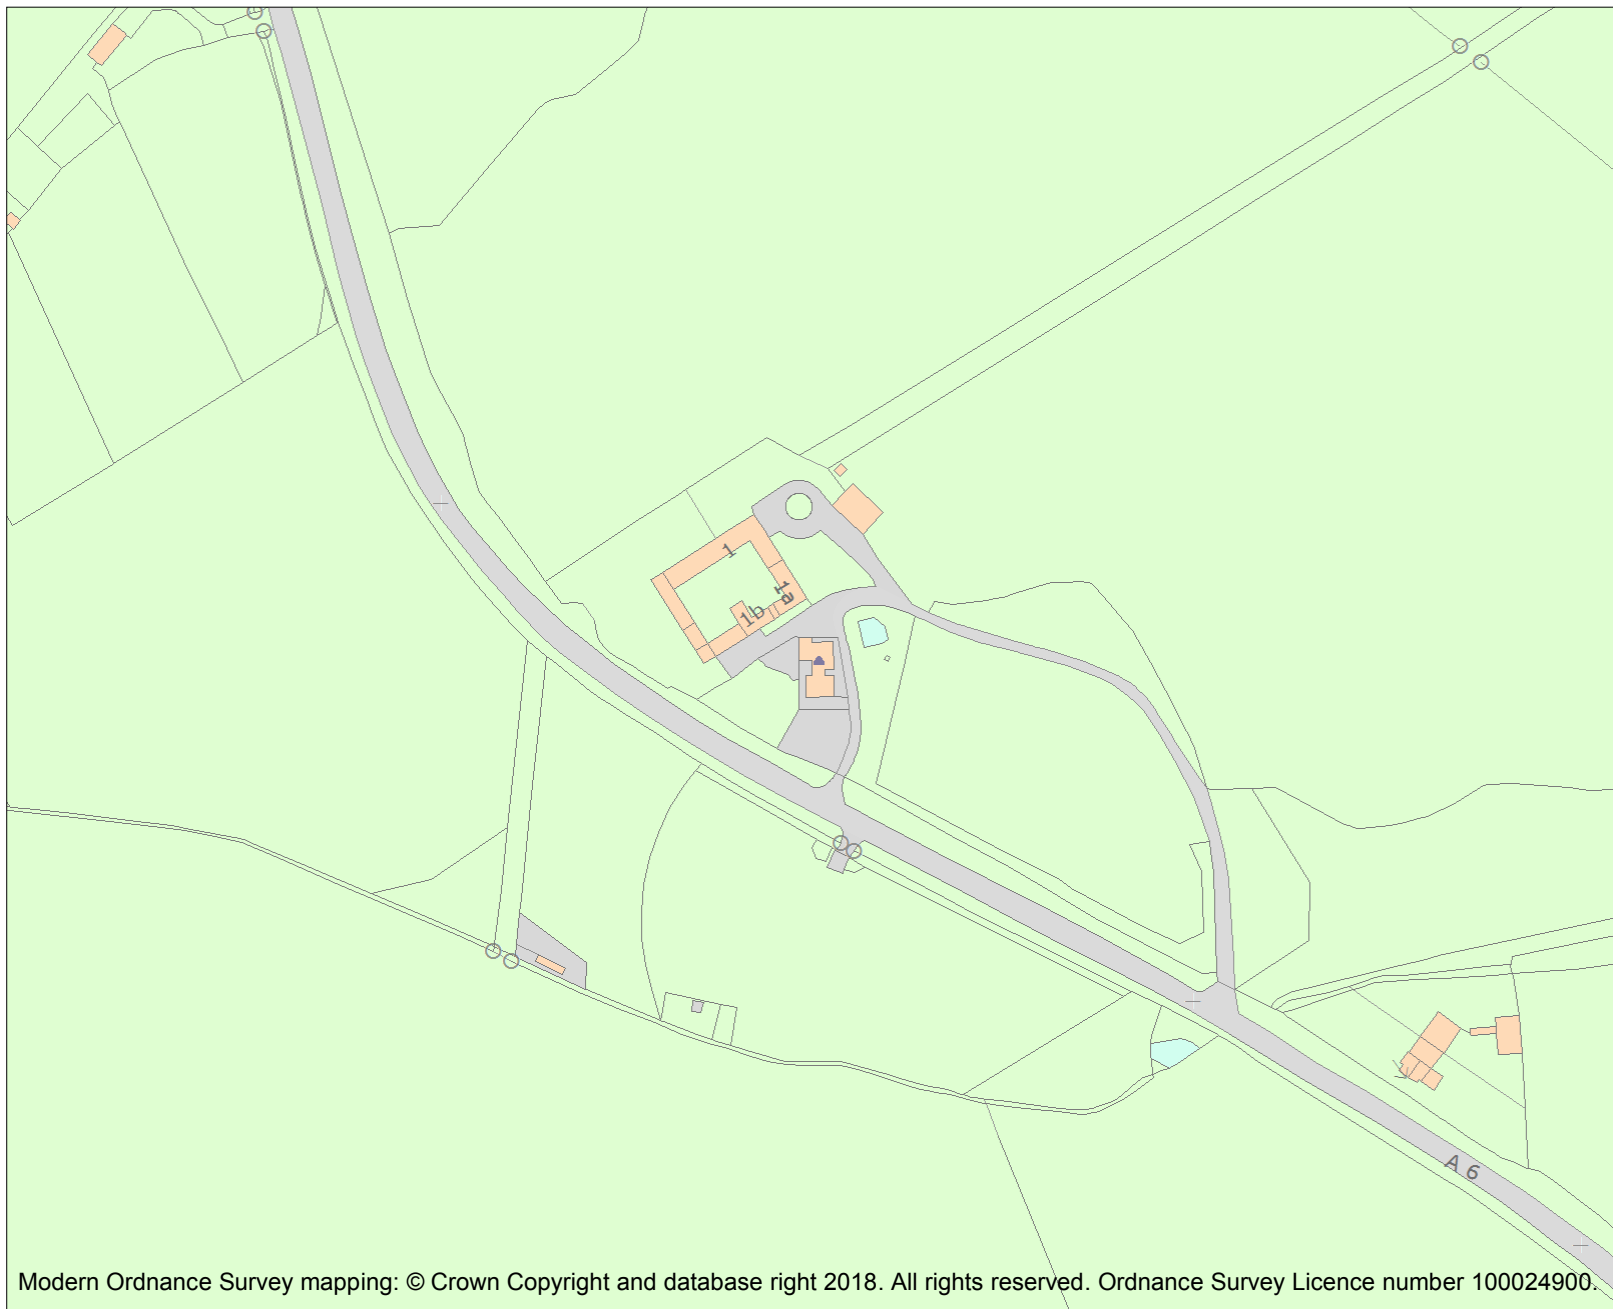 1
1a
1b
A 6
Modern Ordnance Survey mapping: © Crown Copyright and database right 2018. All rights reserved. Ordnance Survey Licence number 100024900.